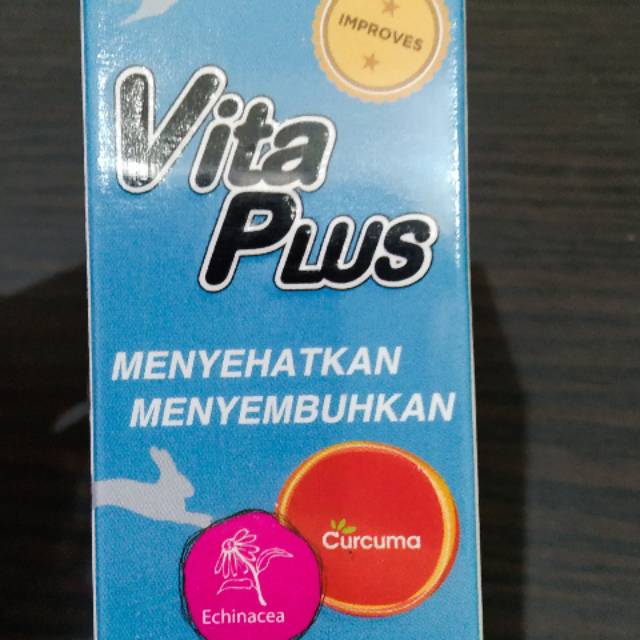 IMPROVES
Vita
PLUS
MENYEHATKAN
MENYEMBUHKAN
Curcuma
Echinacea